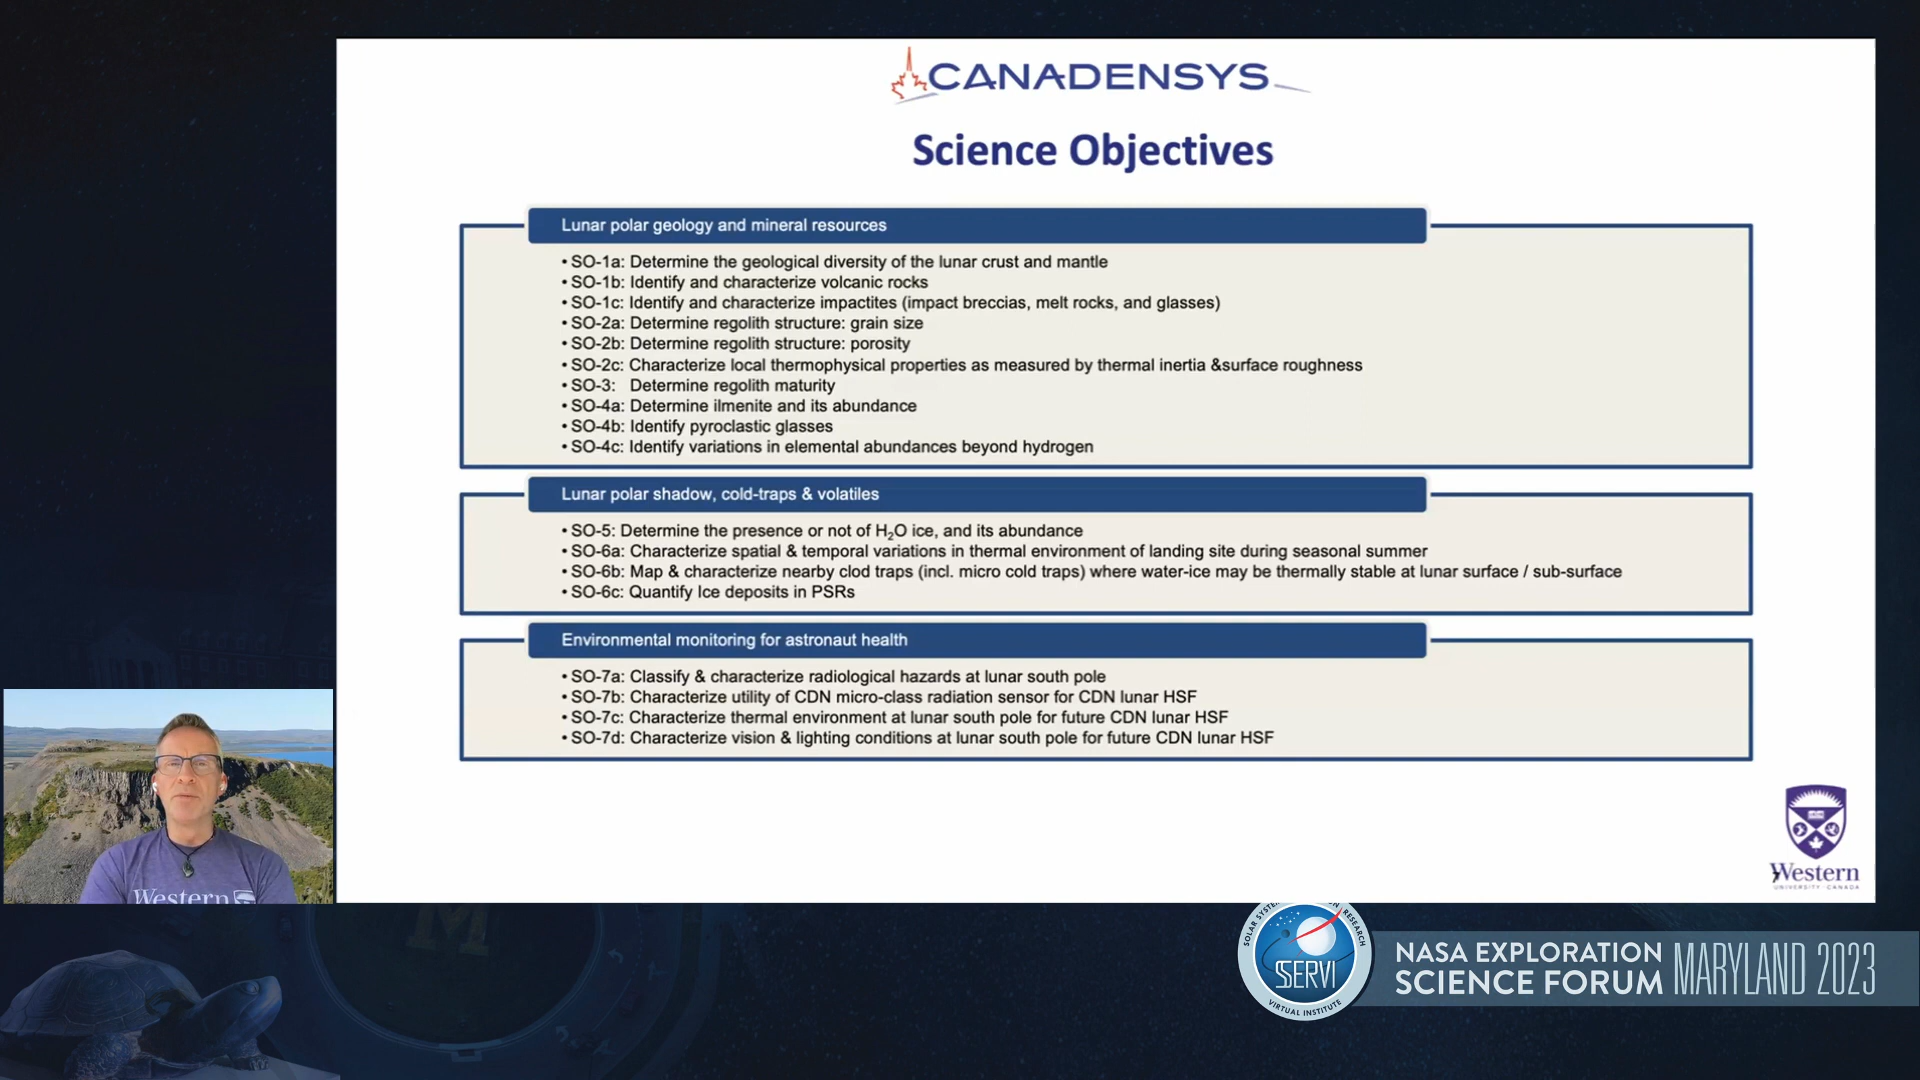 CANADENSYS
Science Objectives
Lunar polar geology and mineral resources
• SO-1a: Determine the geological diversity of the lunar crust and mantle
• SO-1b: Identify and characterize volcanic rocks
• SO-1c: Identify and characterize impactites (impact breccias, melt rocks, and glasses)
• SO-2a: Determine regolith structure: grain size
• SO-2b: Determine regolith structure: porosity
• SO-2c: Characterize local thermophysical properties as measured by thermal inertia &surface roughness
• SO-3: Determine regolith maturity
• SO-4a: Determine ilmenite and its abundance
• SO-4b: Identify pyroclastic glasses
• SO-4c: Identify variations in elemental abundances beyond hydrogen
Lunar polar shadow, cold-traps & volatiles
• SO-5: Determine the presence or not of H₂O ice, and its abundance
• SO-6a: Characterize spatial & temporal variations in thermal environment of landing site during seasonal summer
• SO-6b: Map & characterize nearby clod traps (incl. micro cold traps) where water-ice may be thermally stable at lunar surface / sub-surface
• SO-6c: Quantify Ice deposits in PSRs
Environmental monitoring for astronaut health
• SO-7a: Classify & characterize radiological hazards at lunar south pole
• SO-7b: Characterize utility of CDN micro-class radiation sensor for CDN lunar HSF
• SO-7c: Characterize thermal environment at lunar south pole for future CDN lunar HSF
• SO-7d: Characterize vision & lighting conditions at lunar south pole for future CDN lunar HSF
Western
UNIVERSITY · CANADA
Western
M
SOLAR SYSTEM RESEARCH
SSERVI
VIRTUAL INSTITUTE
NASA EXPLORATION
SCIENCE FORUM
MARYLAND 2023